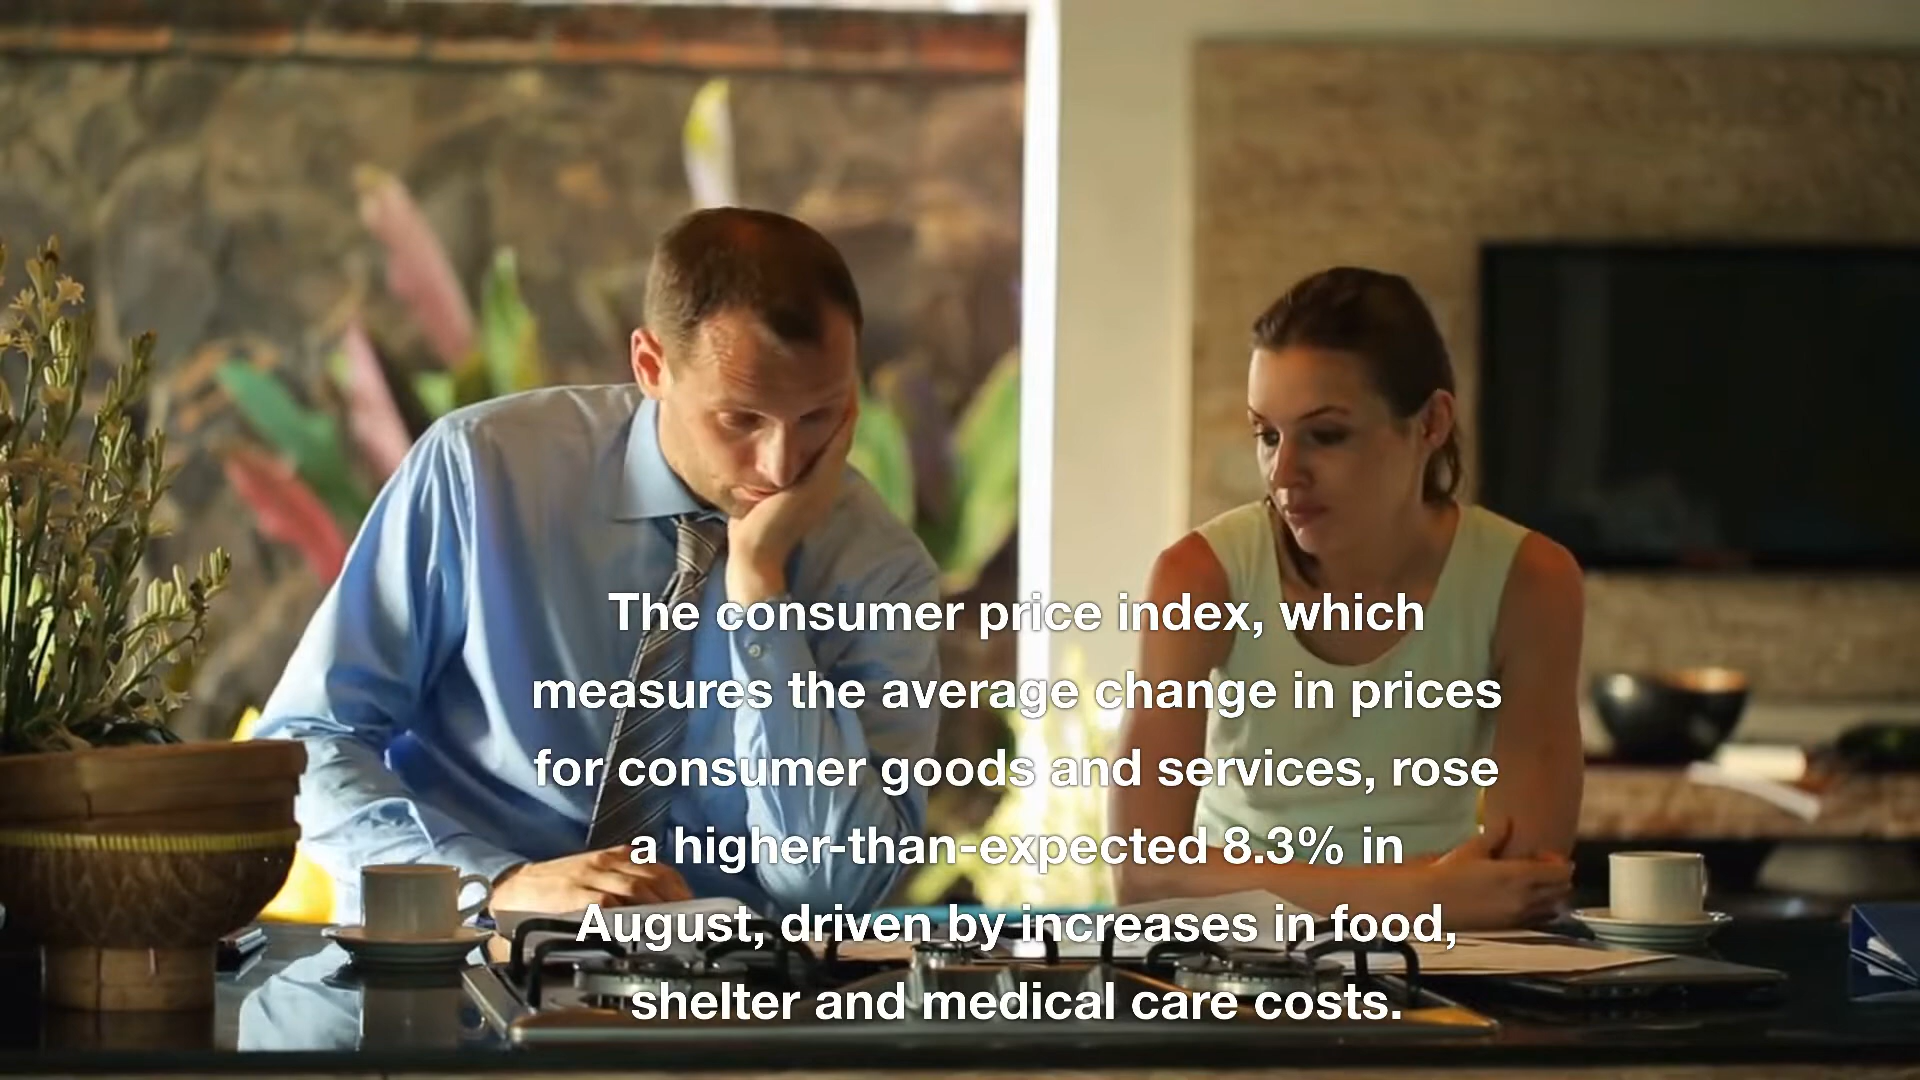 The consumer price index, which
measures the average change in prices
for consumer goods and services, rose
a higher-than-expected 8.3% in
August, driven by increases in food,
shelter and medical care costs.